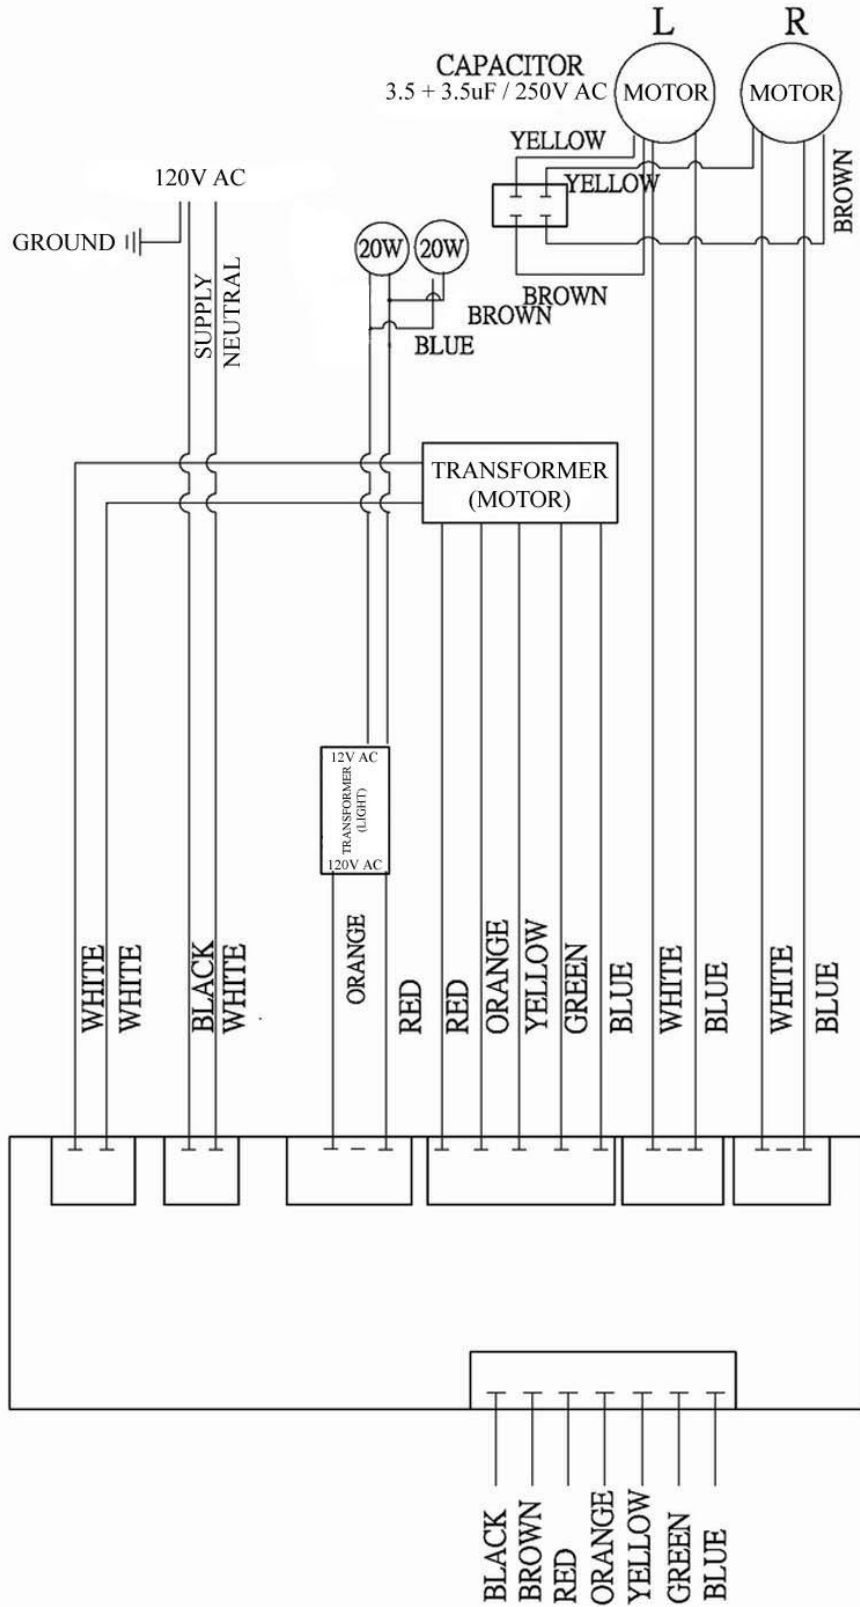 L
R
CAPACITOR
3.5 + 3.5uF / 250V AC
MOTOR
MOTOR
YELLOW
YELLOW
BROWN
120V AC
GROUND
SUPPLY
NEUTRAL
20W
20W
BROWN
BROWN
BLUE
TRANSFORMER
(MOTOR)
12V AC
TRANSFORMER
(LIGHT)
120V AC
WHITE
WHITE
BLACK
WHITE
ORANGE
RED
RED
ORANGE
YELLOW
GREEN
BLUE
WHITE
BLUE
WHITE
BLUE
BLACK
BROWN
RED
ORANGE
YELLOW
GREEN
BLUE